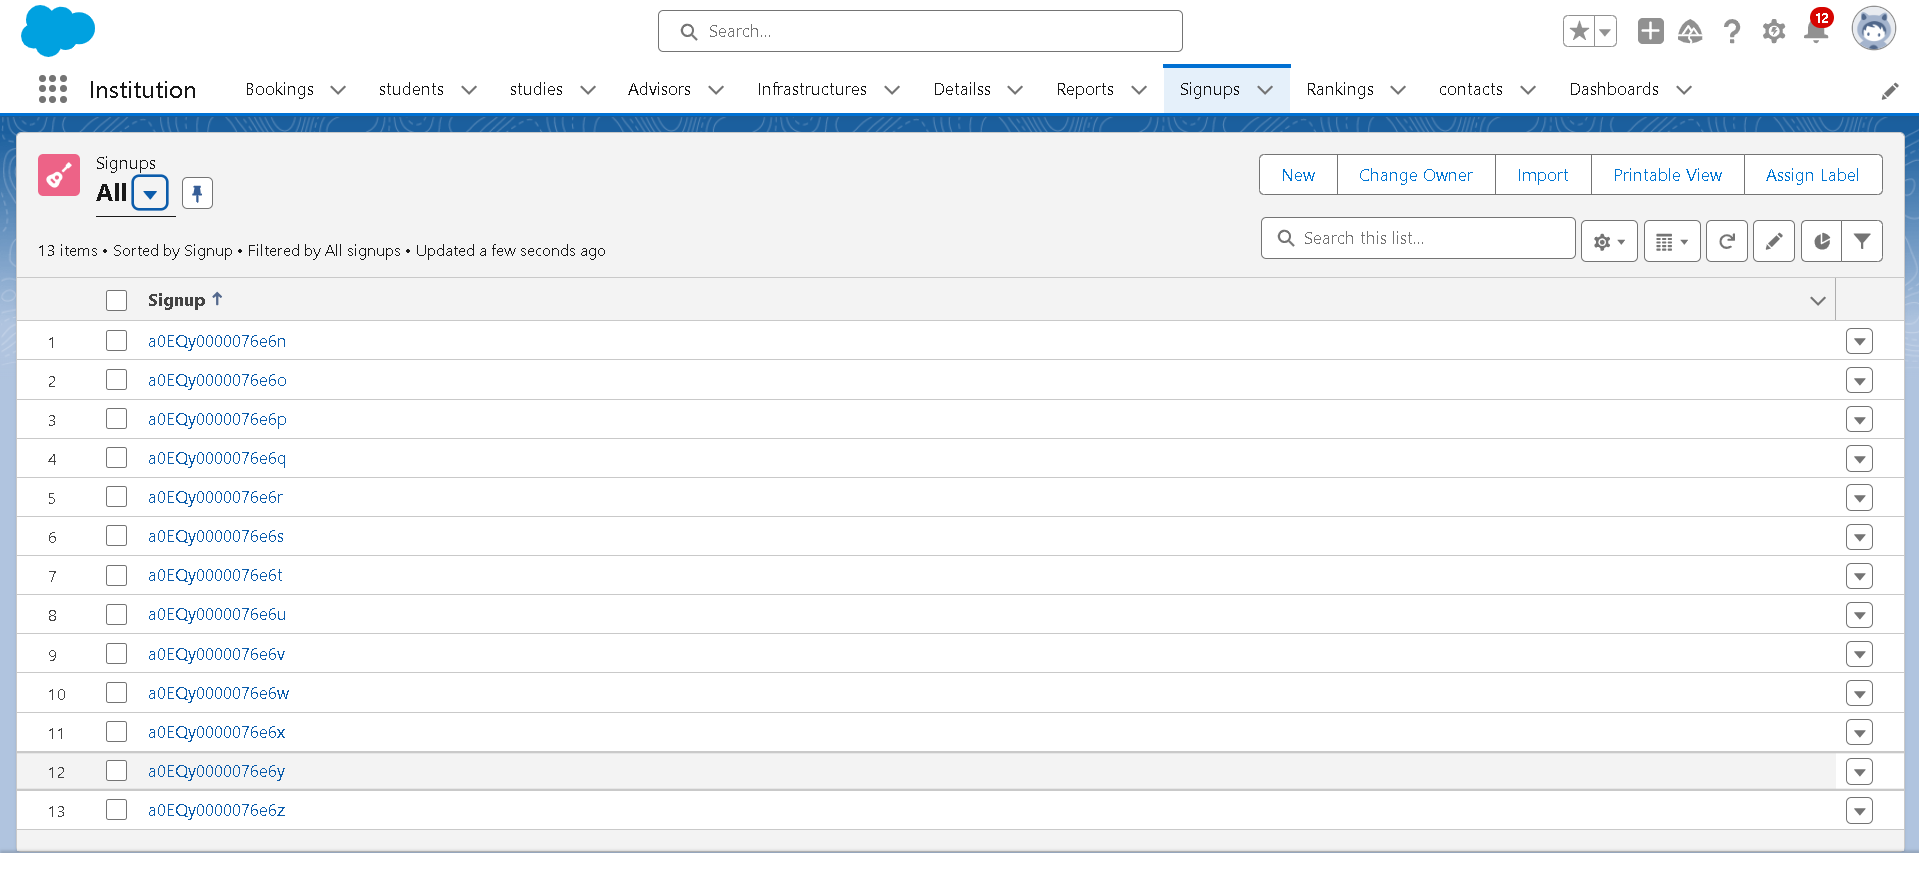 Search...
12
Institution
Bookings
students
studies
Advisors
Infrastructures
Detailss
Reports
Signups
Rankings
contacts
Dashboards
Signups
All
New
Change Owner
Import
Printable View
Assign Label
13 items • Sorted by Signup • Filtered by All signups • Updated a few seconds ago
Search this list...
Signup
1 a0EQy0000076e6n
2 a0EQy0000076e6o
3 a0EQy0000076e6p
4 a0EQy0000076e6q
5 a0EQy0000076e6r
6 a0EQy0000076e6s
7 a0EQy0000076e6t
8 a0EQy0000076e6u
9 a0EQy0000076e6v
10 a0EQy0000076e6w
11 a0EQy0000076e6x
12 a0EQy0000076e6y
13 a0EQy0000076e6z